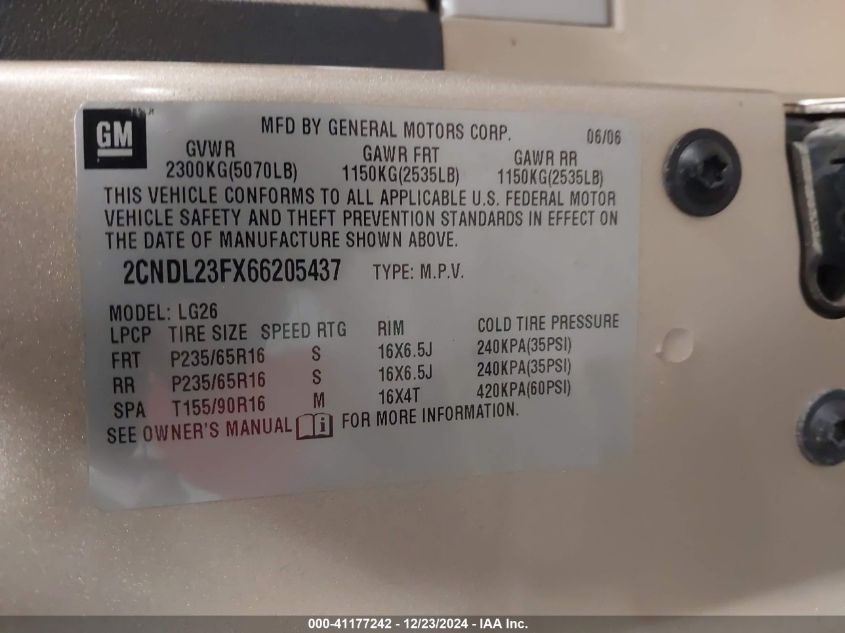 GM
MFD BY GENERAL MOTORS CORP. 06/06
GVWR GAWR FRT GAWR RR
2300KG(5070LB) 1150KG(2535LB) 1150KG(2535LB)
THIS VEHICLE CONFORMS TO ALL APPLICABLE U.S. FEDERAL MOTOR
VEHICLE SAFETY AND THEFT PREVENTION STANDARDS IN EFFECT ON
THE DATE OF MANUFACTURE SHOWN ABOVE.
2CNDL23FX66205437 TYPE: M.P.V.
MODEL: LG26
LPCP TIRE SIZE SPEED RTG RIM COLD TIRE PRESSURE
FRT P235/65R16 S 16X6.5J 240KPA(35PSI)
RR P235/65R16 S 16X6.5J 240KPA(35PSI)
SPA T155/90R16 M 16X4T 420KPA(60PSI)
SEE OWNER'S MANUAL FOR MORE INFORMATION.
000-41177242 - 12/23/2024 - IAA Inc.